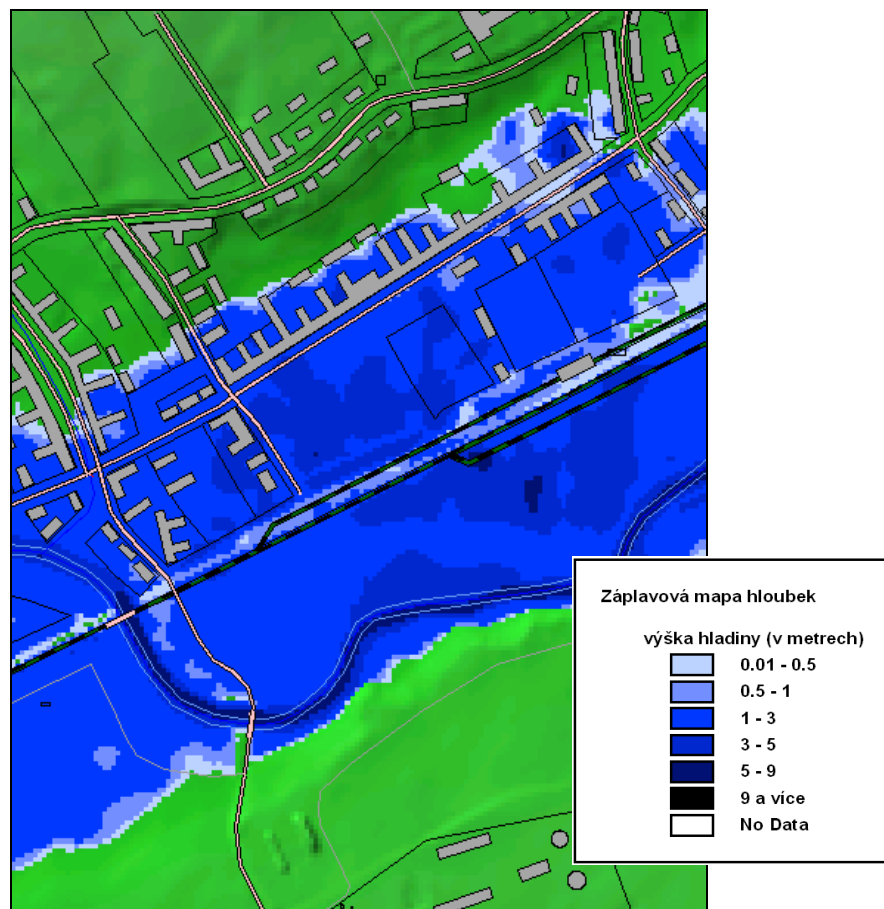 Záplavová mapa hloubek
výška hladiny (v metrech)
0.01 - 0.5
0.5 - 1
1 - 3
3 - 5
5 - 9
9 a více
No Data